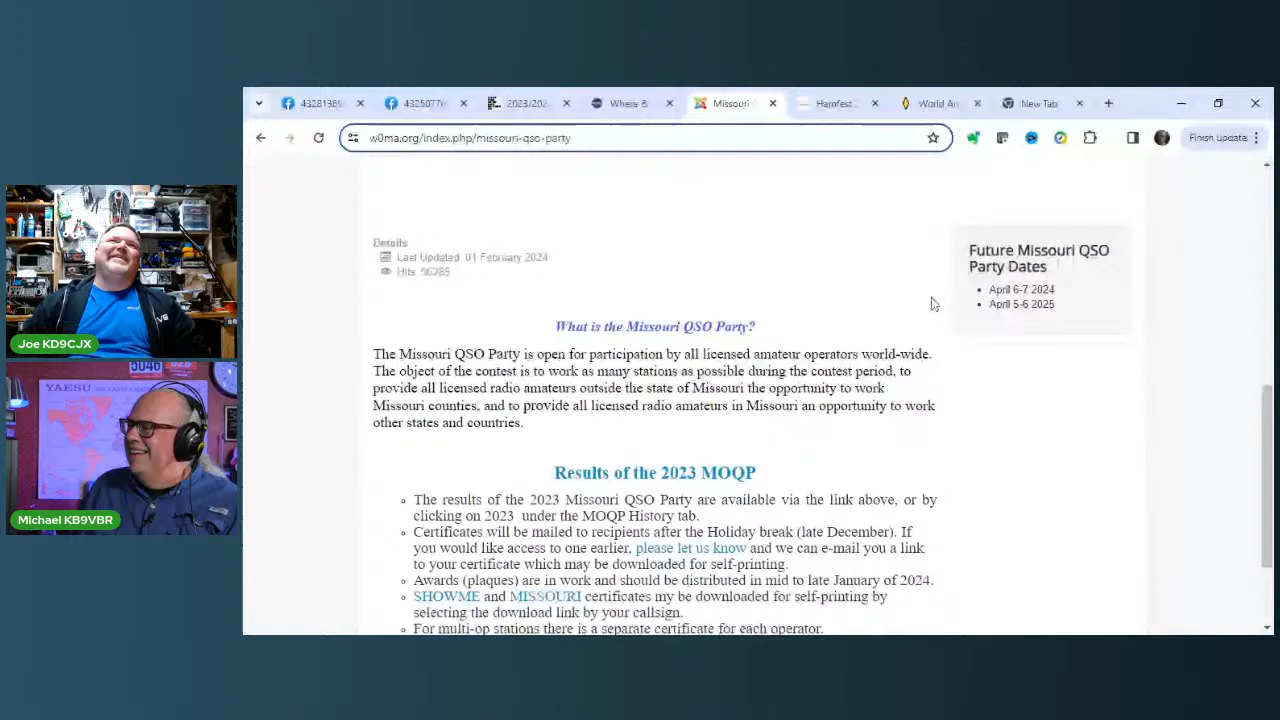 43281369
4325077
2023/202
Where &
Missouri
Hamfest
World Am
New Tab
w0ma.org/index.php/missouri-qso-party
Finish update
Details
Last Updated 01 February 2024
Hits 96285
Future Missouri QSO
Party Dates
April 6-7 2024
April 5-6 2025
What is the Missouri QSO Party?
The Missouri QSO Party is open for participation by all licensed amateur operators world-wide.
The object of the contest is to work as many stations as possible during the contest period, to
provide all licensed radio amateurs outside the state of Missouri the opportunity to work
Missouri counties, and to provide all licensed radio amateurs in Missouri an opportunity to work
other states and countries.
Results of the 2023 MOQP
The results of the 2023 Missouri QSO Party are available via the link above, or by
clicking on 2023 under the MOQP History tab.
Certificates will be mailed to recipients after the Holiday break (late December). If
you would like access to one earlier, please let us know and we can e-mail you a link
to your certificate which may be downloaded for self-printing.
Awards (plaques) are in work and should be distributed in mid to late January of 2024.
SHOWME and MISSOURI certificates my be downloaded for self-printing by
selecting the download link by your callsign.
For multi-op stations there is a separate certificate for each operator.
Joe KD9CJX
5046
YAESU
Michael KB9VBR